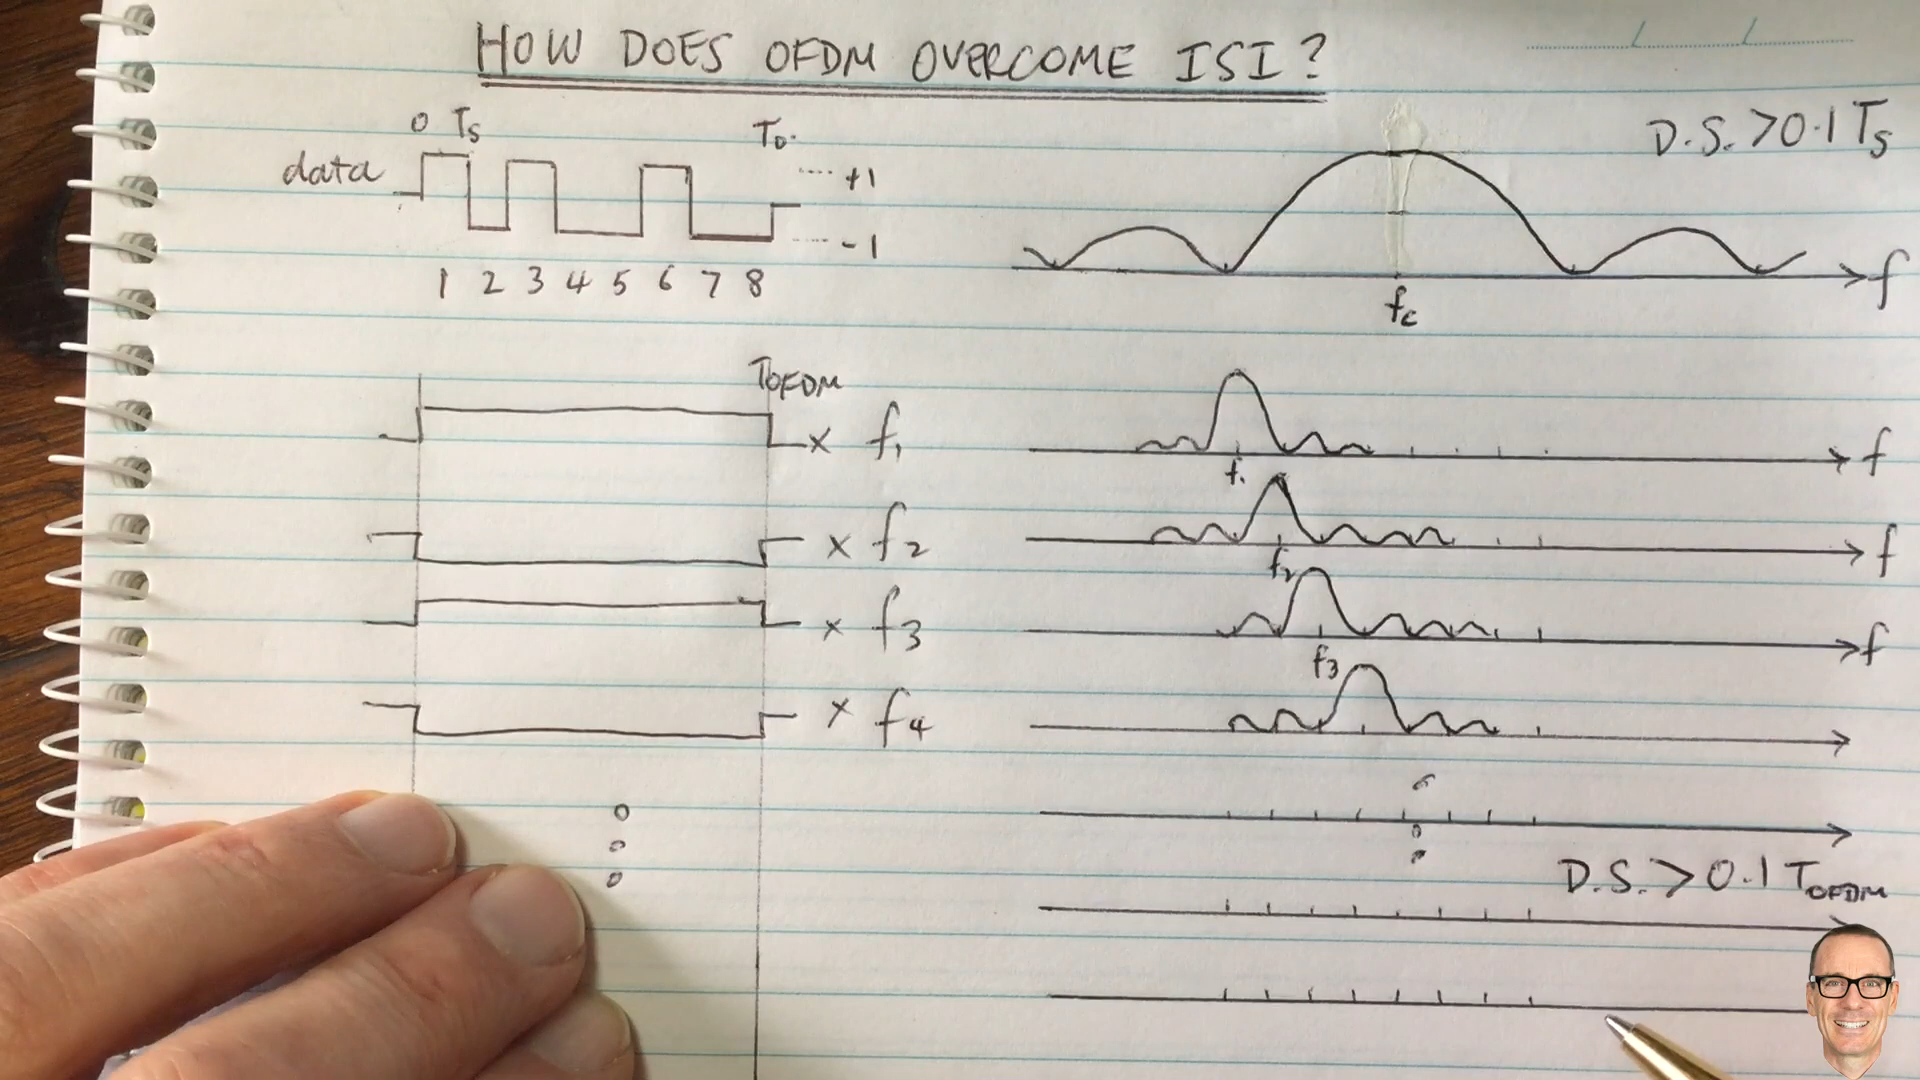 HOW DOES OFDM OVERCOME ISI?
D.S. > 0.1 Ts
0 Ts To.
data
+1
-1
1 2 3 4 5 6 7 8
f
fc
TOFDM
x f1
f
f1
x f2
f
f2
x f3
f
f3
x f4
D.S. > 0.1 TOFDM